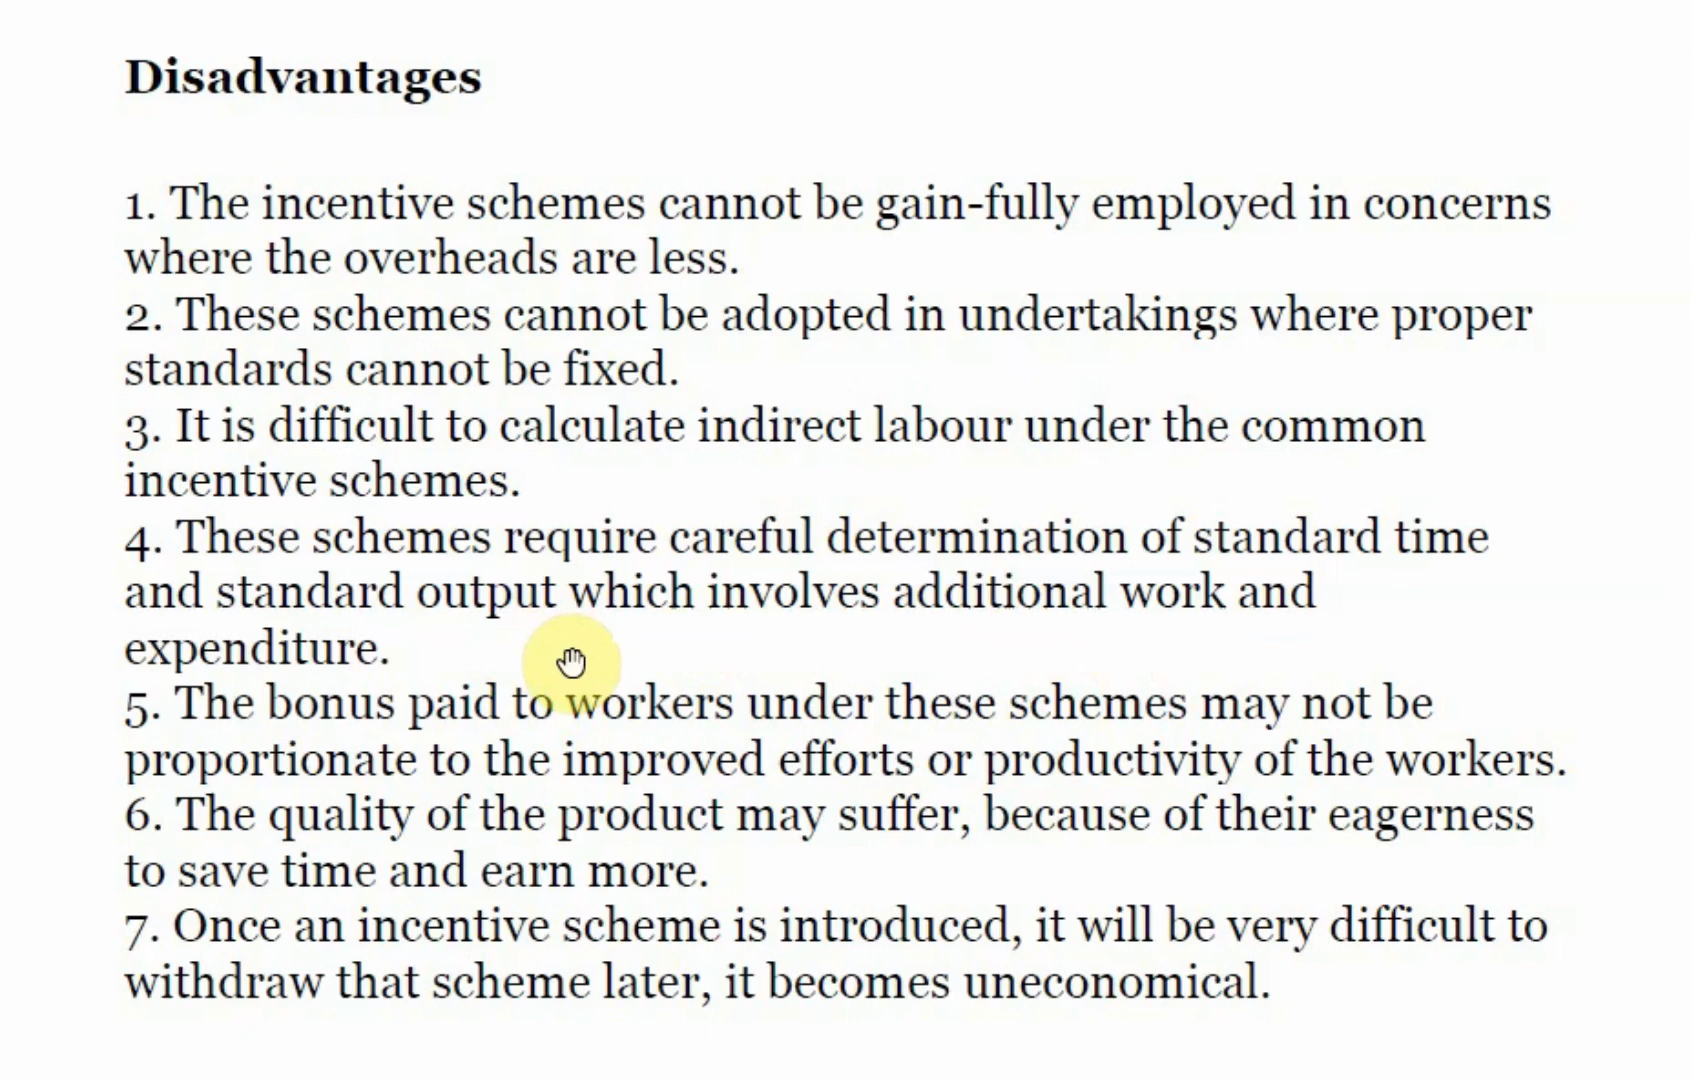 Disadvantages
1. The incentive schemes cannot be gain-fully employed in concerns
where the overheads are less.
2. These schemes cannot be adopted in undertakings where proper
standards cannot be fixed.
3. It is difficult to calculate indirect labour under the common
incentive schemes.
4. These schemes require careful determination of standard time
and standard output which involves additional work and
expenditure.
5. The bonus paid to workers under these schemes may not be
proportionate to the improved efforts or productivity of the workers.
6. The quality of the product may suffer, because of their eagerness
to save time and earn more.
7. Once an incentive scheme is introduced, it will be very difficult to
withdraw that scheme later, it becomes uneconomical.